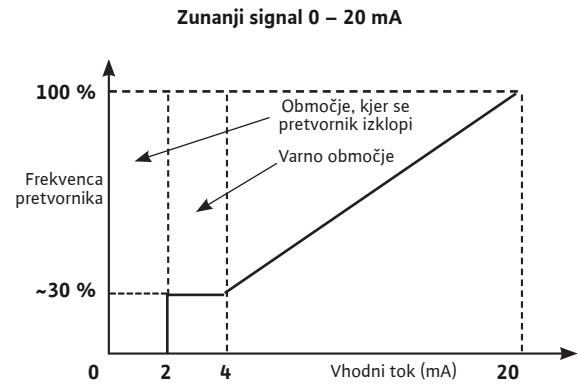 Zunanji signal 0 – 20 mA
100 %
Območje, kjer se
pretvornik izklopi
Varno območje
Frekvenca
pretvornika
~30 %
0 2 4 Vhodni tok (mA) 20